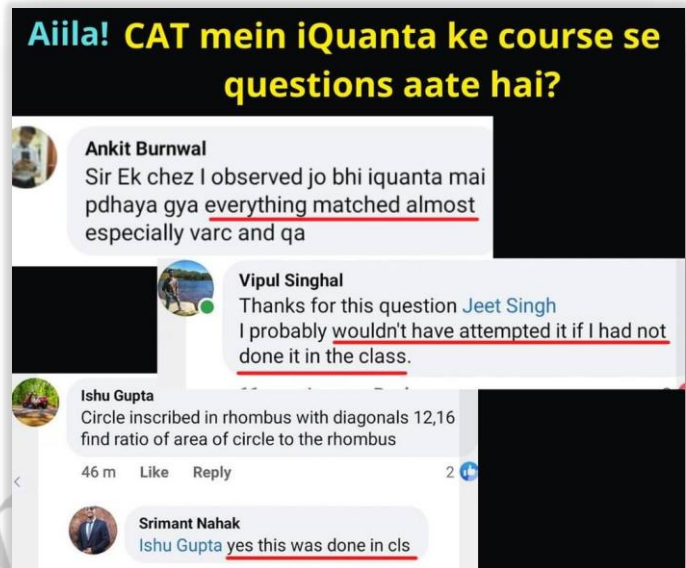 Aiila! CAT mein iQuanta ke course se
questions aate hai?
Ankit Burnwal
Sir Ek chez I observed jo bhi iquanta mai
pdhaya gya everything matched almost
especially varc and qa
Vipul Singhal
Thanks for this question Jeet Singh
I probably wouldn't have attempted it if I had not
done it in the class.
Ishu Gupta
Circle inscribed in rhombus with diagonals 12,16
find ratio of area of circle to the rhombus
46 m Like Reply 2
Srimant Nahak
Ishu Gupta yes this was done in cls